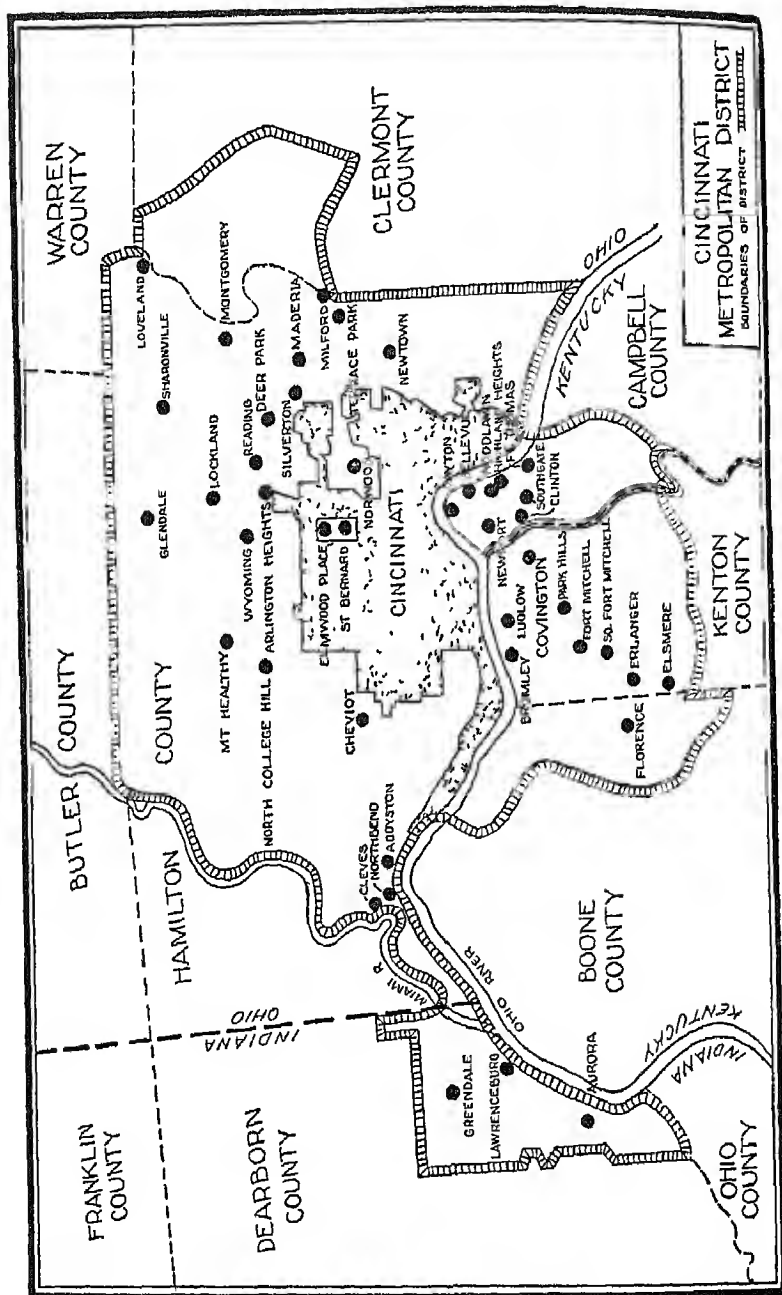 CINCINNATI
METROPOLITAN DISTRICT
BOUNDARIES OF DISTRICT
FRANKLIN
COUNTY
BUTLER COUNTY
WARREN
COUNTY
DEARBORN
COUNTY
HAMILTON
COUNTY
CLERMONT
COUNTY
INDIANA
OHIO
LOVELAND
SHARONVILLE
GLENDALE
MONTGOMERY
LOCKLAND
MT HEALTHY
READING
WYOMING
DEER PARK
ARLINGTON HEIGHTS
NORTH COLLEGE HILL
MADERIA
SILVERTON
MILFORD
ELMWOOD PLACE
ST BERNARD
CHEVIOT
NEWTOWN
CINCINNATI
CLEVES
NORTHBEND
ADDYSTON
MIAMI R
OHIO RIVER
GREENDALE
LAWRENCEBURG
AURORA
OHIO
KENTUCKY
SOUTHGATE
CLINTON
LUDLOW
COVINGTON
PARK HILLS
FORT MITCHELL
SO. FORT MITCHELL
ERLANGER
ELSMERE
FLORENCE
BOONE
COUNTY
KENTON
COUNTY
CAMPBELL
COUNTY
KENTUCKY
INDIANA
OHIO
COUNTY